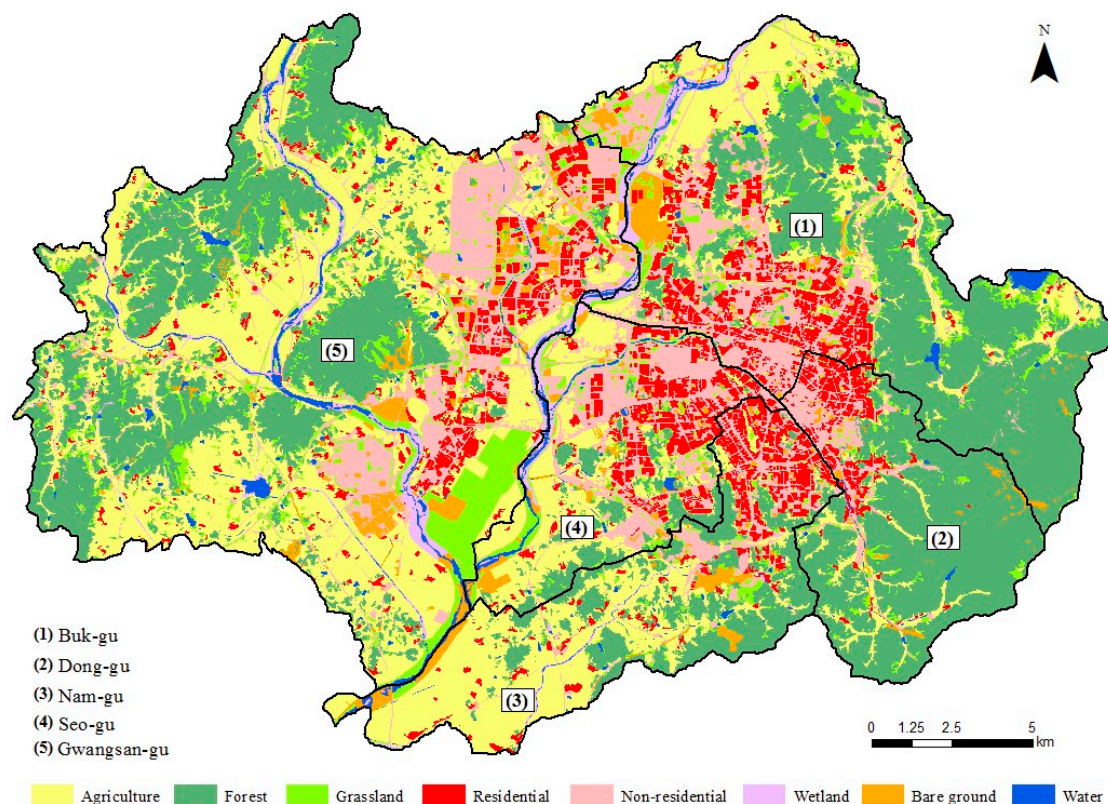 N
(1)
(5)
(4)
(2)
(3)
(1) Buk-gu
(2) Dong-gu
(3) Nam-gu
(4) Seo-gu
(5) Gwangsan-gu
0 1.25 2.5 5
km
Agriculture Forest Grassland Residential Non-residential Wetland Bare ground Water